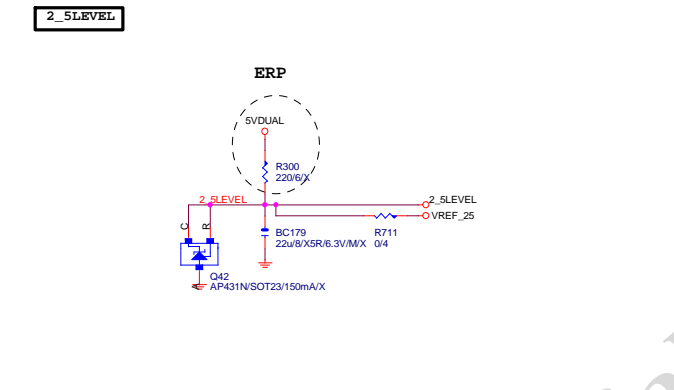 2_5LEVEL
ERP
5VDUAL
R300
220/6/X
2_5LEVEL
2_5LEVEL
VREF_25
C
R
BC179
22u/8/X5R/6.3V/M/X
R711
0/4
Q42
AP431N/SOT23/150mA/X
A